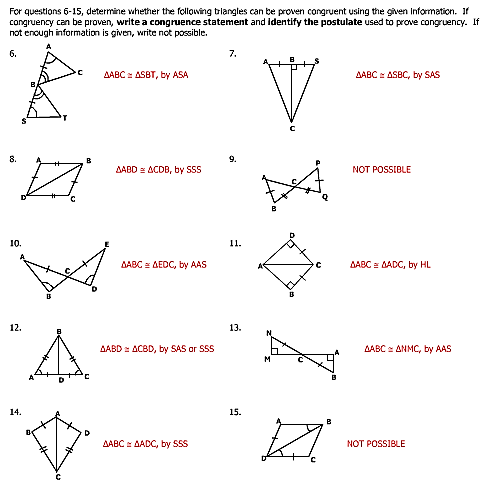 For questions 6-15, determine whether the following triangles can be proven congruent using the given information. If
congruency can be proven, write a congruence statement and identify the postulate used to prove congruency. If
not enough information is given, write not possible.
6.
A
C
B
S
T
ΔABC ≅ ΔSBT, by ASA
7.
A
B
S
C
ΔABC ≅ ΔSBC, by SAS
8.
A
B
D
C
ΔABD ≅ ΔCDB, by SSS
9.
P
A
C
Q
B
NOT POSSIBLE
10.
E
A
C
D
B
ΔABC ≅ ΔEDC, by AAS
11.
D
A
C
B
ΔABC ≅ ΔADC, by HL
12.
B
A
D
C
ΔABD ≅ ΔCBD, by SAS or SSS
13.
N
M
C
A
B
ΔABC ≅ ΔNMC, by AAS
14.
A
B
D
C
ΔABC ≅ ΔADC, by SSS
15.
A
B
D
C
NOT POSSIBLE